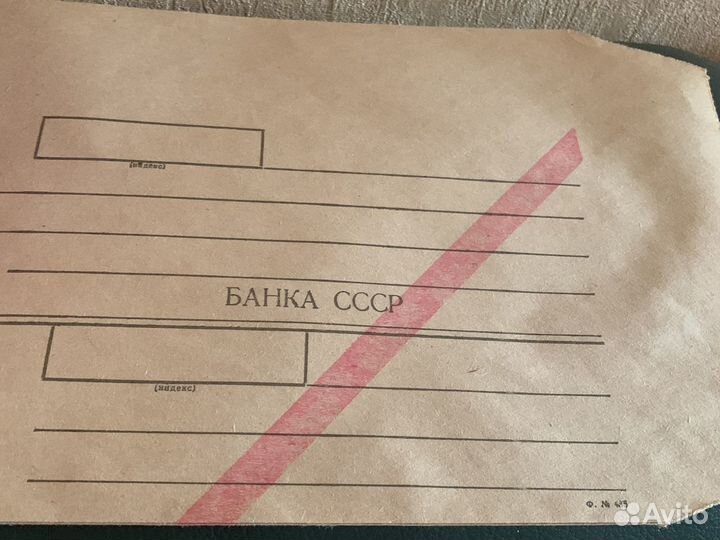 (индекс)
БАНКА СССР
(индекс)
Ф. №
Avito